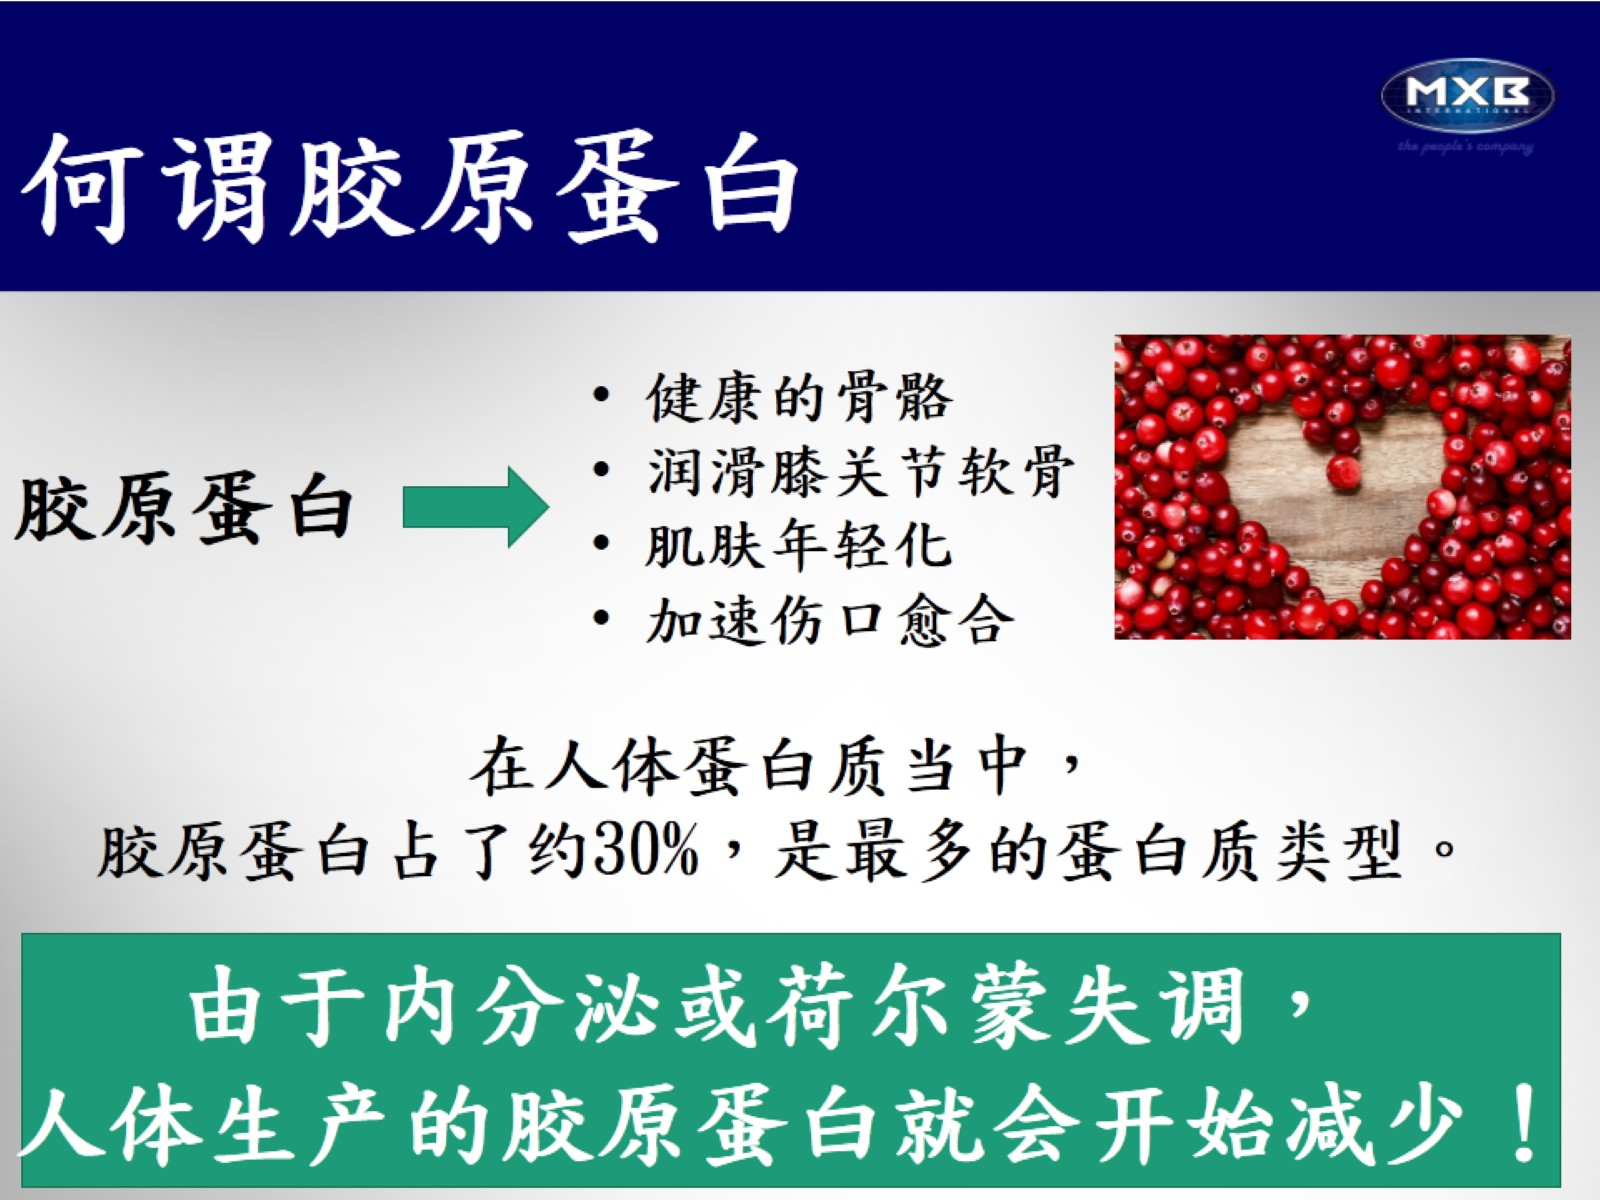 MXB
INTERNATIONAL
the people's company
何谓胶原蛋白
胶原蛋白
• 健康的骨骼
• 润滑膝关节软骨
• 肌肤年轻化
• 加速伤口愈合
在人体蛋白质当中，
胶原蛋白占了约30%，是最多的蛋白质类型。
由于内分泌或荷尔蒙失调，
人体生产的胶原蛋白就会开始减少！